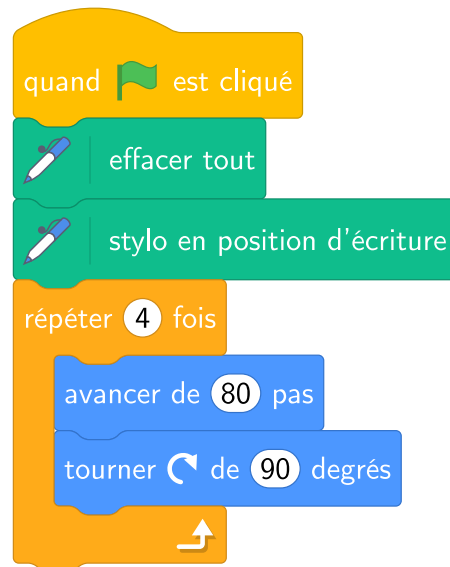 quand est cliqué
effacer tout
stylo en position d'écriture
répéter 4 fois
avancer de 80 pas
tourner de 90 degrés